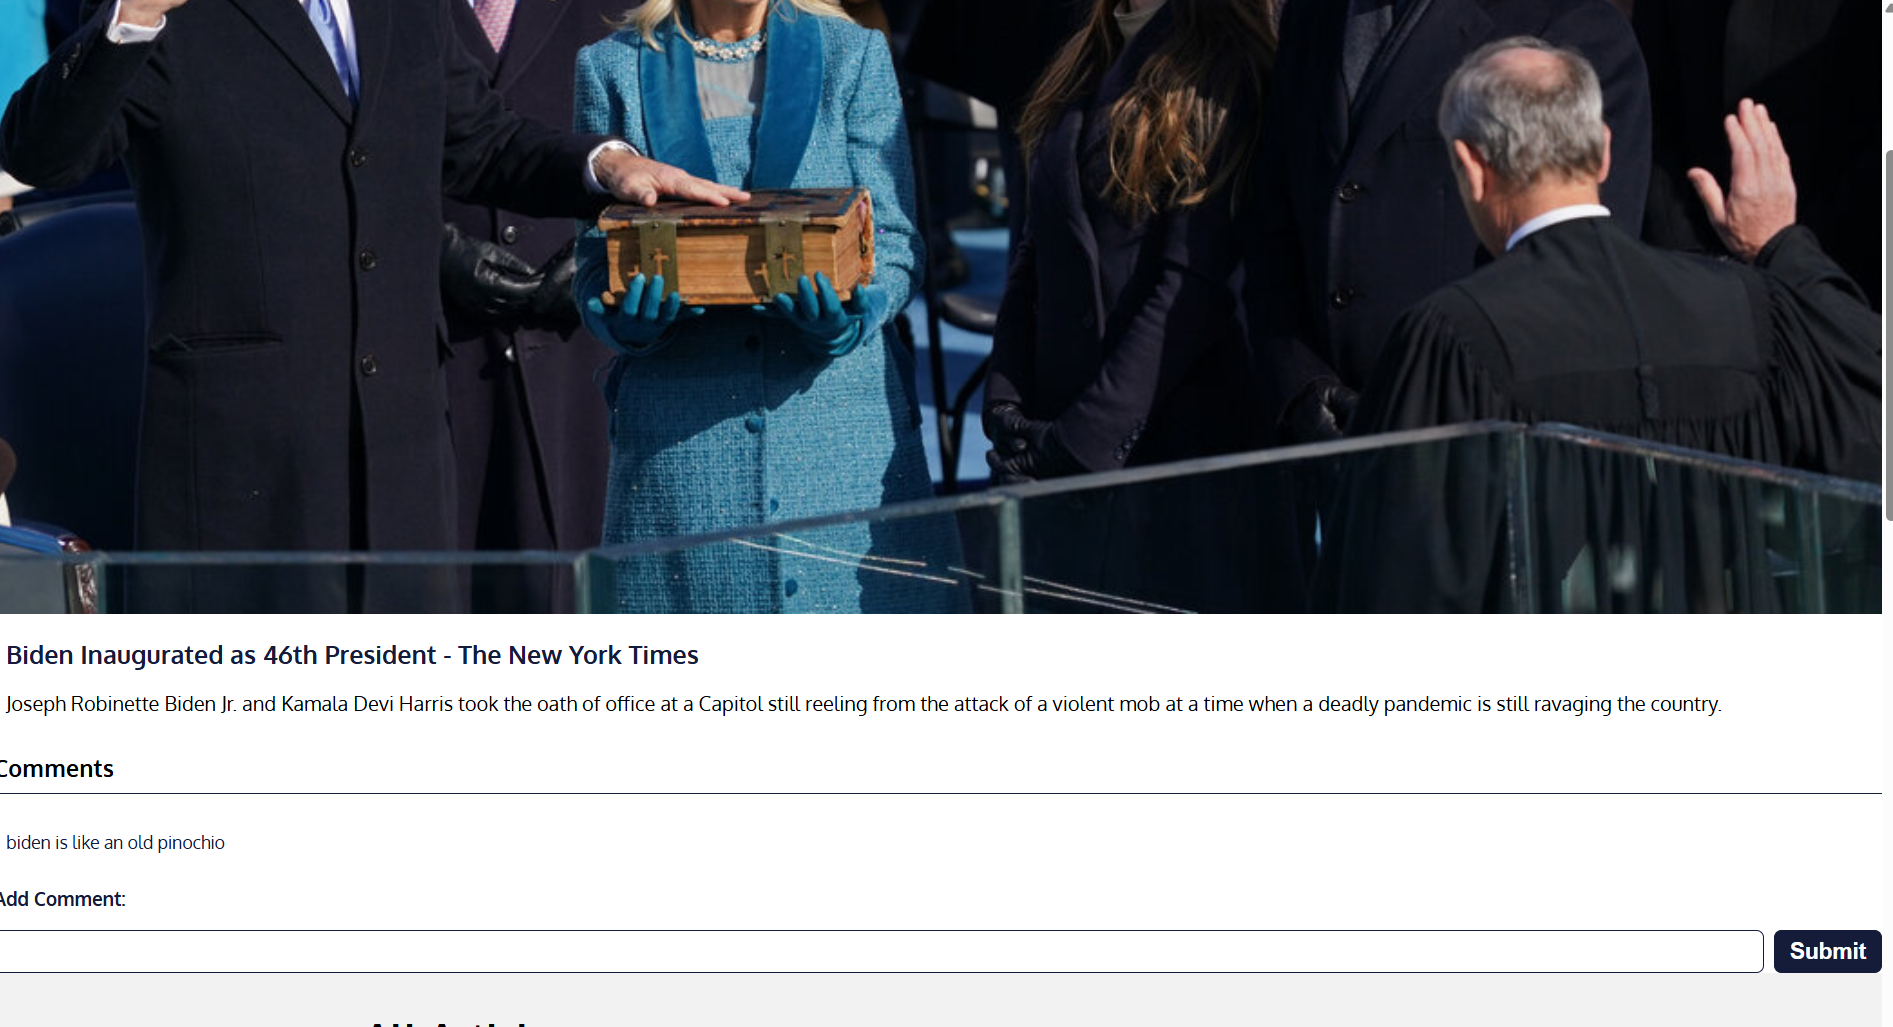 Biden Inaugurated as 46th President - The New York Times
Joseph Robinette Biden Jr. and Kamala Devi Harris took the oath of office at a Capitol still reeling from the attack of a violent mob at a time when a deadly pandemic is still ravaging the country.
Comments
biden is like an old pinochio
Add Comment:
Submit